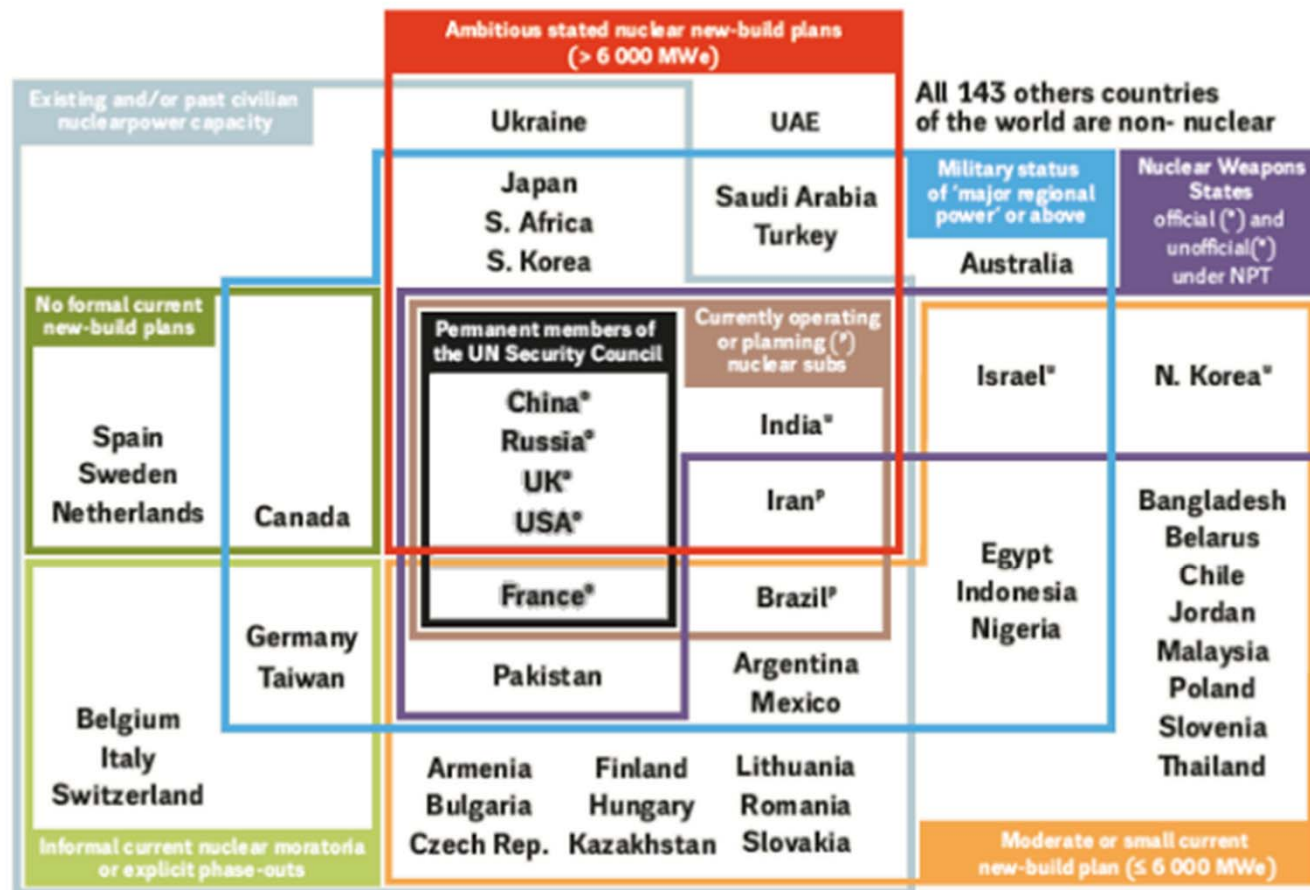 Ambitious stated nuclear new-build plans
(> 6 000 MWe)
Existing and/or past civilian
nuclearpower capacity
Ukraine
UAE
All 143 others countries
of the world are non- nuclear
Japan
S. Africa
S. Korea
Saudi Arabia
Turkey
Military status
of 'major regional
power' or above
Australia
Nuclear Weapons
States
official (°) and
unofficial(ᵘ)
under NPT
No formal current
new-build plans
Spain
Sweden
Netherlands
Canada
Permanent members of
the UN Security Council
China°
Russia°
UK°
USA°
France°
Currently operating
or planning (ᵖ)
nuclear subs
Indiaᵘ
Iranᵖ
Brazilᵖ
Israelᵘ
N. Koreaᵘ
Egypt
Indonesia
Nigeria
Bangladesh
Belarus
Chile
Jordan
Malaysia
Poland
Slovenia
Thailand
Germany
Taiwan
Belgium
Italy
Switzerland
Pakistan
Argentina
Mexico
Armenia
Bulgaria
Czech Rep.
Finland
Hungary
Kazakhstan
Lithuania
Romania
Slovakia
Informal current nuclear moratoria
or explicit phase-outs
Moderate or small current
new-build plan (≤ 6 000 MWe)